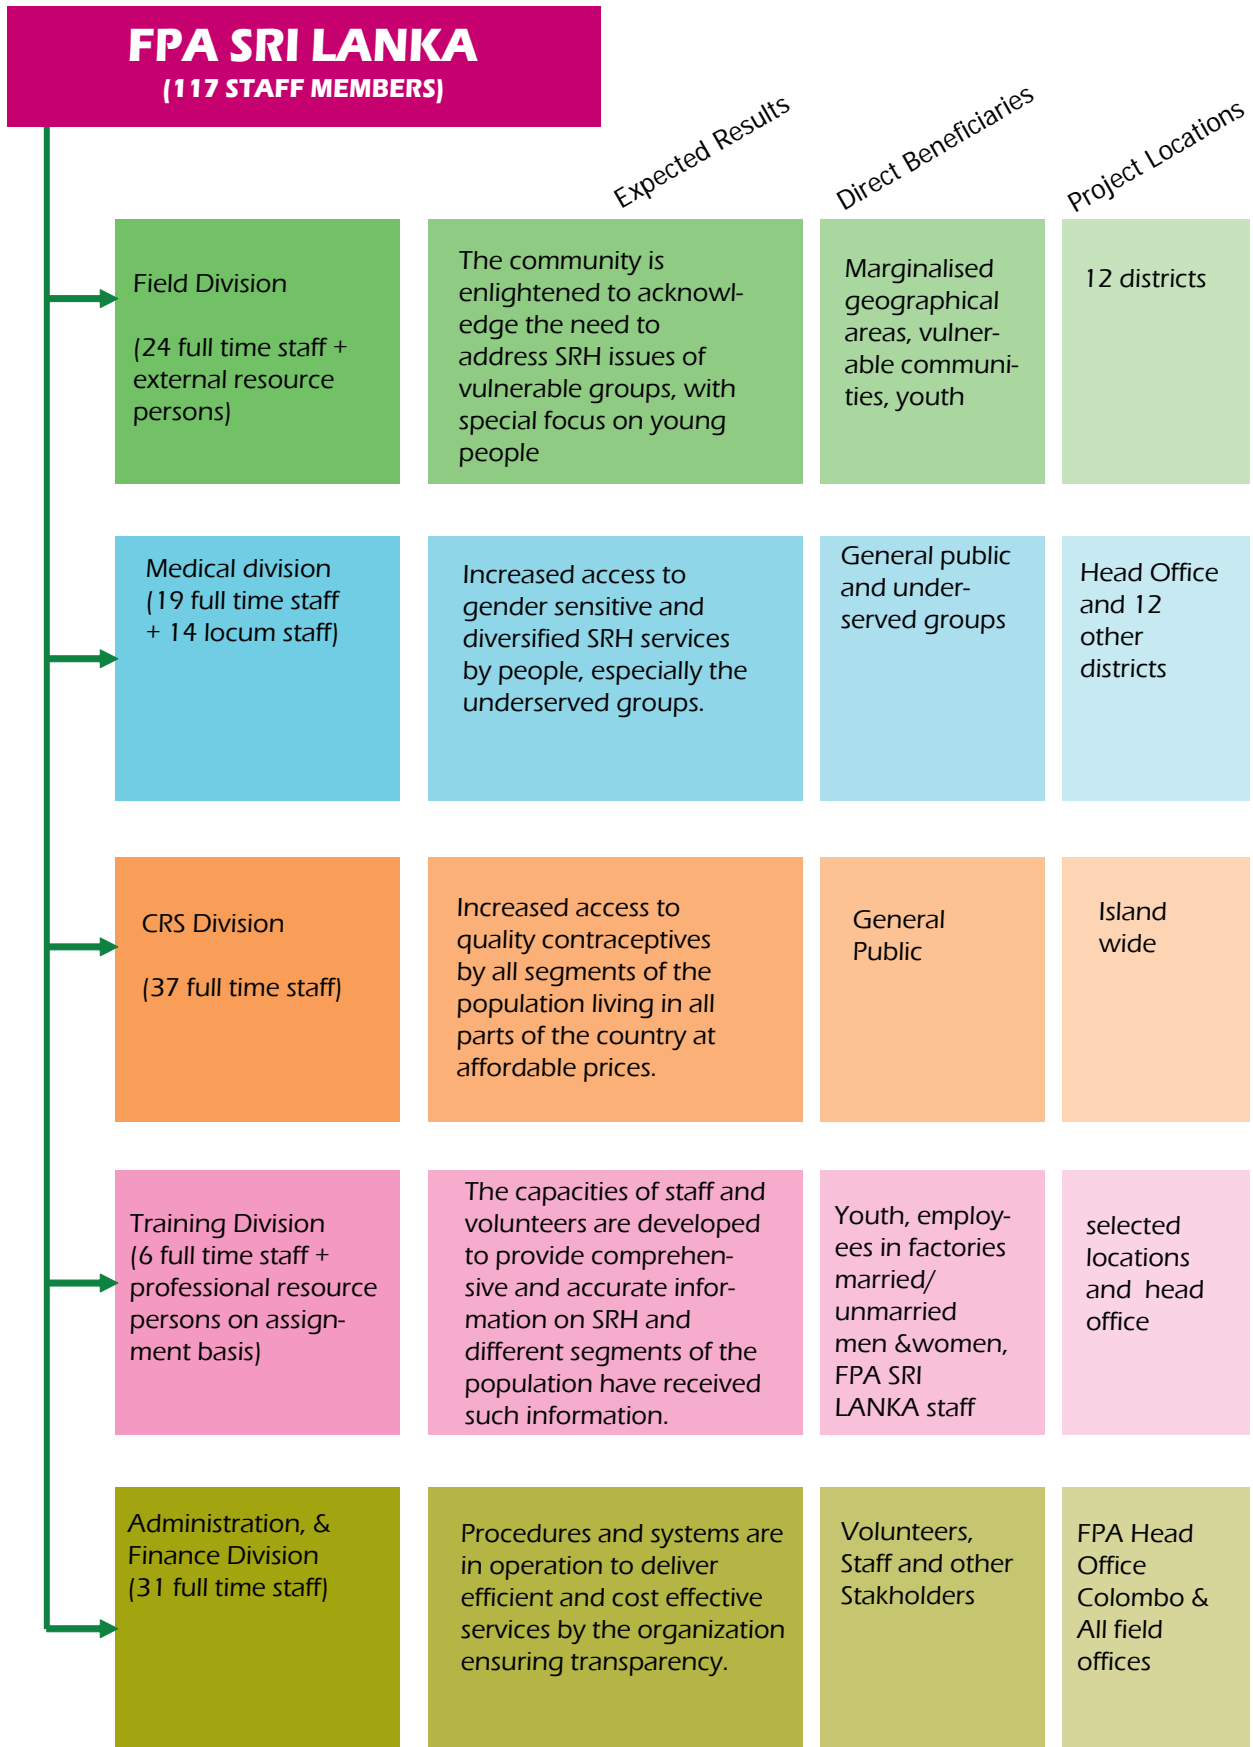 FPA SRI LANKA
(117 STAFF MEMBERS)
Expected Results
Direct Beneficiaries
Project Locations
Field Division
(24 full time staff +
external resource
persons)
The community is
enlightened to acknowl-
edge the need to
address SRH issues of
vulnerable groups, with
special focus on young
people
Marginalised
geographical
areas, vulner-
able communi-
ties, youth
12 districts
Medical division
(19 full time staff
+ 14 locum staff)
Increased access to
gender sensitive and
diversified SRH services
by people, especially the
underserved groups.
General public
and under-
served groups
Head Office
and 12
other
districts
CRS Division
(37 full time staff)
Increased access to
quality contraceptives
by all segments of the
population living in all
parts of the country at
affordable prices.
General
Public
Island
wide
Training Division
(6 full time staff +
professional resource
persons on assign-
ment basis)
The capacities of staff and
volunteers are developed
to provide comprehen-
sive and accurate infor-
mation on SRH and
different segments of the
population have received
such information.
Youth, employ-
ees in factories
married/
unmarried
men &women,
FPA SRI
LANKA staff
selected
locations
and head
office
Administration, &
Finance Division
(31 full time staff)
Procedures and systems are
in operation to deliver
efficient and cost effective
services by the organization
ensuring transparency.
Volunteers,
Staff and other
Stakholders
FPA Head
Office
Colombo &
All field
offices